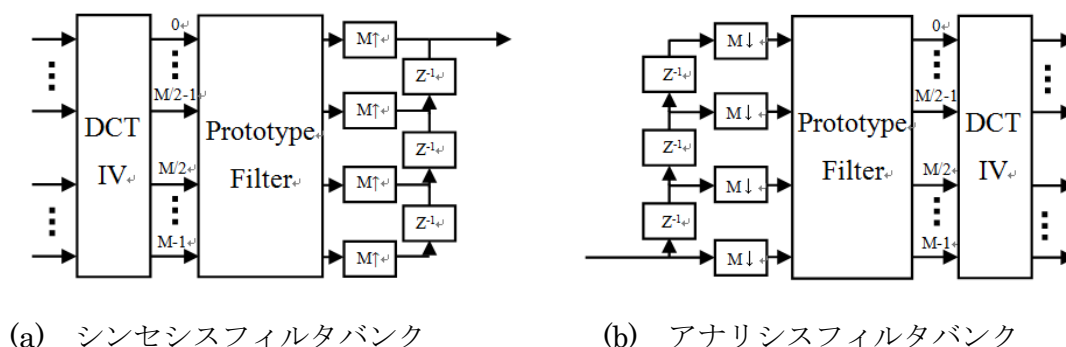 DCT
IV
0
M/2-1
M/2
M-1
Prototype
Filter
M↑
M↑
M↑
M↑
Z-1
Z-1
Z-1
Z-1
Z-1
Z-1
M↓
M↓
M↓
M↓
Prototype
Filter
0
M/2-1
M/2
M-1
DCT
IV
(a) シンセシスフィルタバンク
(b) アナリシスフィルタバンク